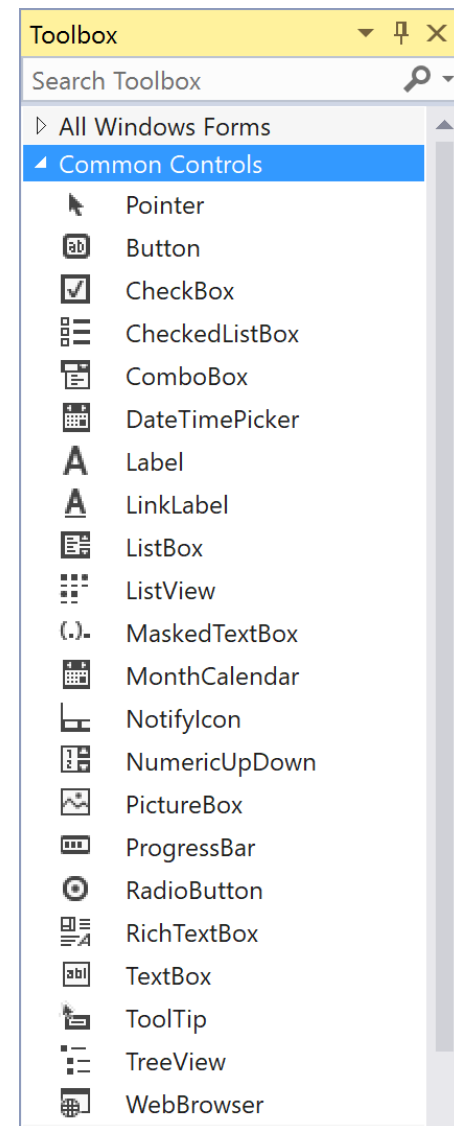 Toolbox
Search Toolbox
All Windows Forms
Common Controls
Pointer
Button
CheckBox
CheckedListBox
ComboBox
DateTimePicker
Label
LinkLabel
ListBox
ListView
MaskedTextBox
MonthCalendar
NotifyIcon
NumericUpDown
PictureBox
ProgressBar
RadioButton
RichTextBox
TextBox
ToolTip
TreeView
WebBrowser